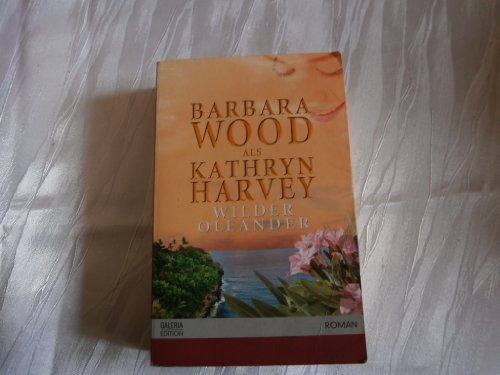 BARBARA
WOOD
ALS
KATHRYN
HARVEY
WILDER
OLEANDER
GALERIA
EDITION
ROMAN